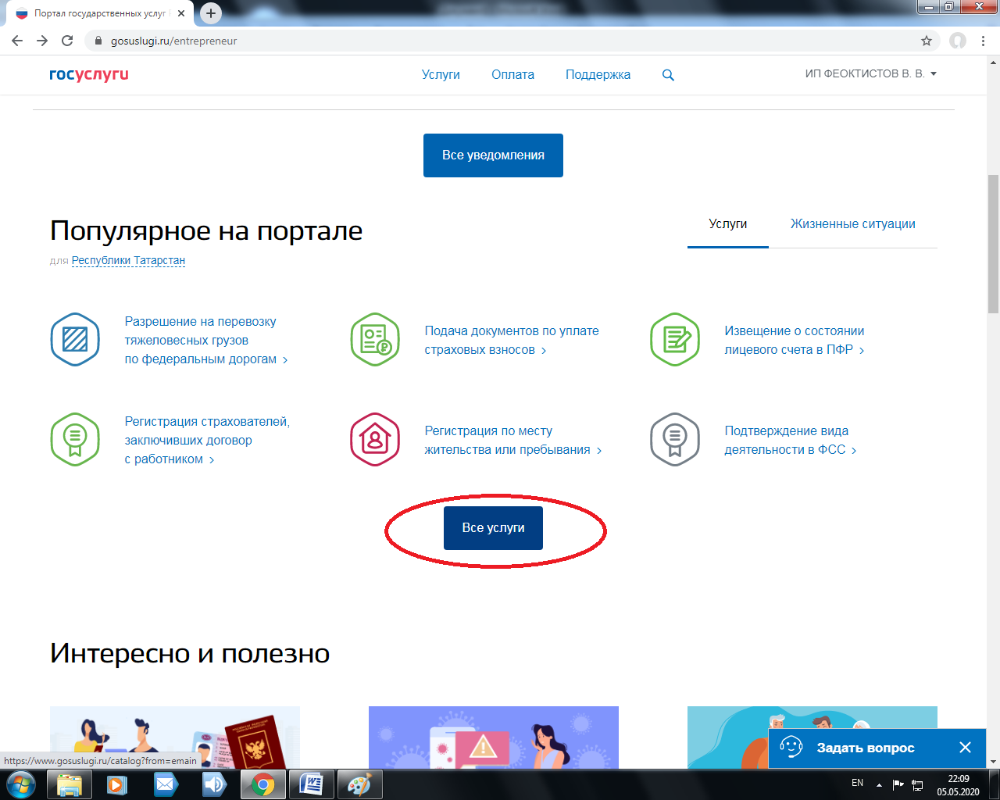 Портал государственных услуг
gosuslugi.ru/entrepreneur
госуслуги
Услуги
Оплата
Поддержка
ИП ФЕОКТИСТОВ В. В.
Все уведомления
Популярное на портале
Услуги
Жизненные ситуации
для Республики Татарстан
Разрешение на перевозку
тяжеловесных грузов
по федеральным дорогам
Подача документов по уплате
страховых взносов
Извещение о состоянии
лицевого счета в ПФР
Регистрация страхователей,
заключивших договор
с работником
Регистрация по месту
жительства или пребывания
Подтверждение вида
деятельности в ФСС
Все услуги
Интересно и полезно
Задать вопрос
https://www.gosuslugi.ru/catalog?from=emain
EN
22:09
05.05.2020